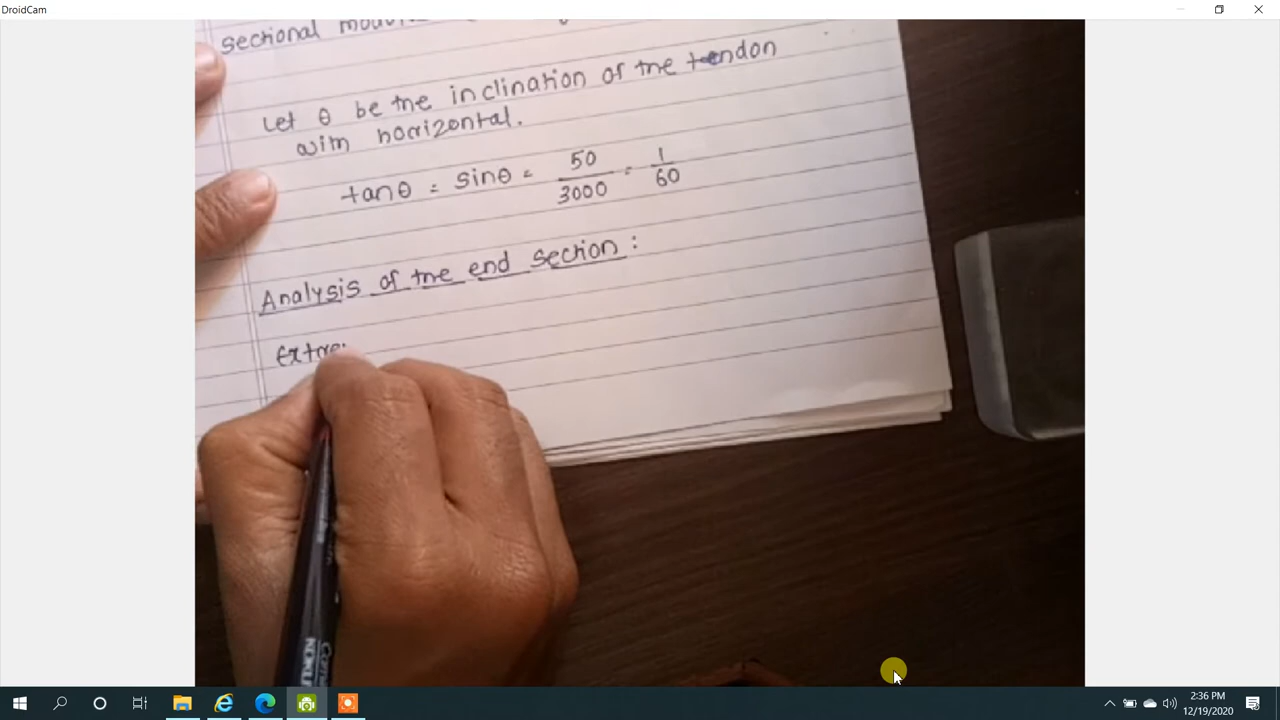 DroidCam
sectional
Let θ be the inclination of the tendon
with horizontal.
tanθ = sinθ = 50/3000 = 1/60
Analysis of the end section :
Extre
2:36 PM
12/19/2020